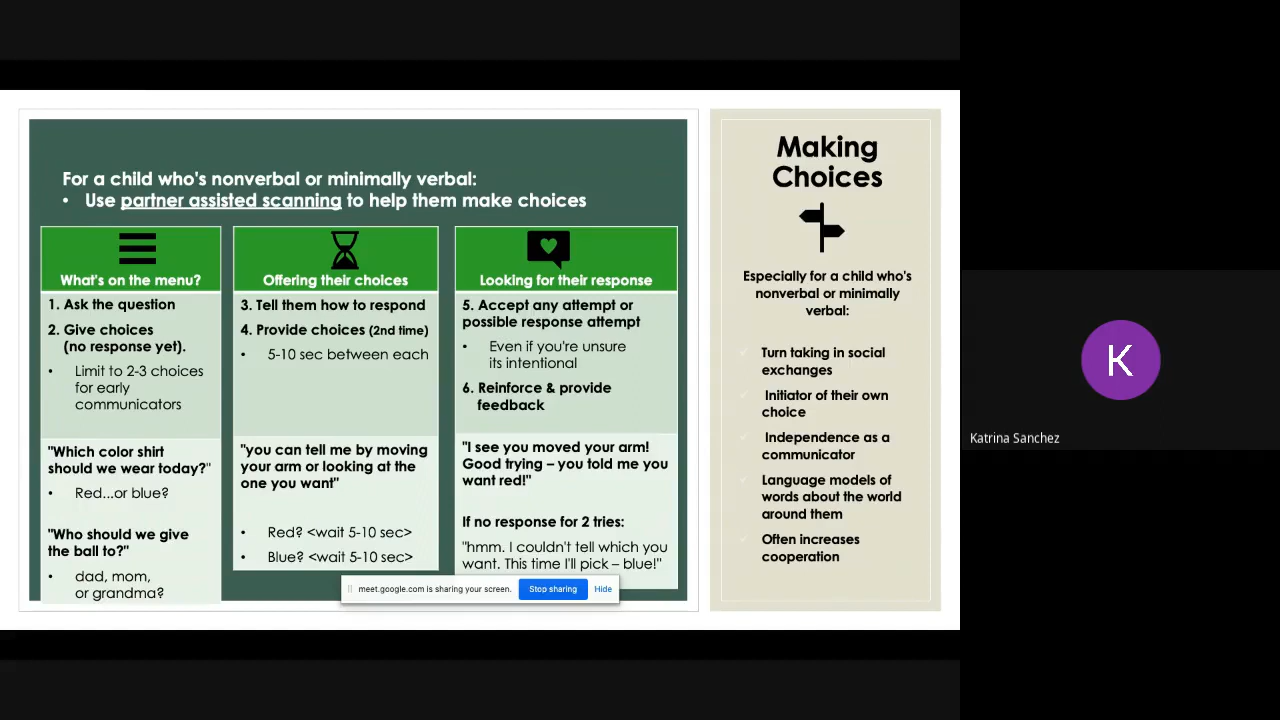 For a child who's nonverbal or minimally verbal:
• Use partner assisted scanning to help them make choices
What's on the menu?
1. Ask the question
2. Give choices
(no response yet).
• Limit to 2-3 choices
for early
communicators
"Which color shirt
should we wear today?"
• Red...or blue?
"Who should we give
the ball to?"
• dad, mom,
or grandma?
Offering their choices
3. Tell them how to respond
4. Provide choices (2nd time)
• 5-10 sec between each
"you can tell me by moving
your arm or looking at the
one you want"
• Red? <wait 5-10 sec>
• Blue? <wait 5-10 sec>
Looking for their response
5. Accept any attempt or
possible response attempt
• Even if you're unsure
its intentional
6. Reinforce & provide
feedback
"I see you moved your arm!
Good trying – you told me you
want red!"
If no response for 2 tries:
"hmm. I couldn't tell which you
want. This time I'll pick – blue!"
meet.google.com is sharing your screen.
Stop sharing
Hide
Making
Choices
Especially for a child who's
nonverbal or minimally
verbal:
Turn taking in social
exchanges
Initiator of their own
choice
Independence as a
communicator
Language models of
words about the world
around them
Often increases
cooperation
K
Katrina Sanchez